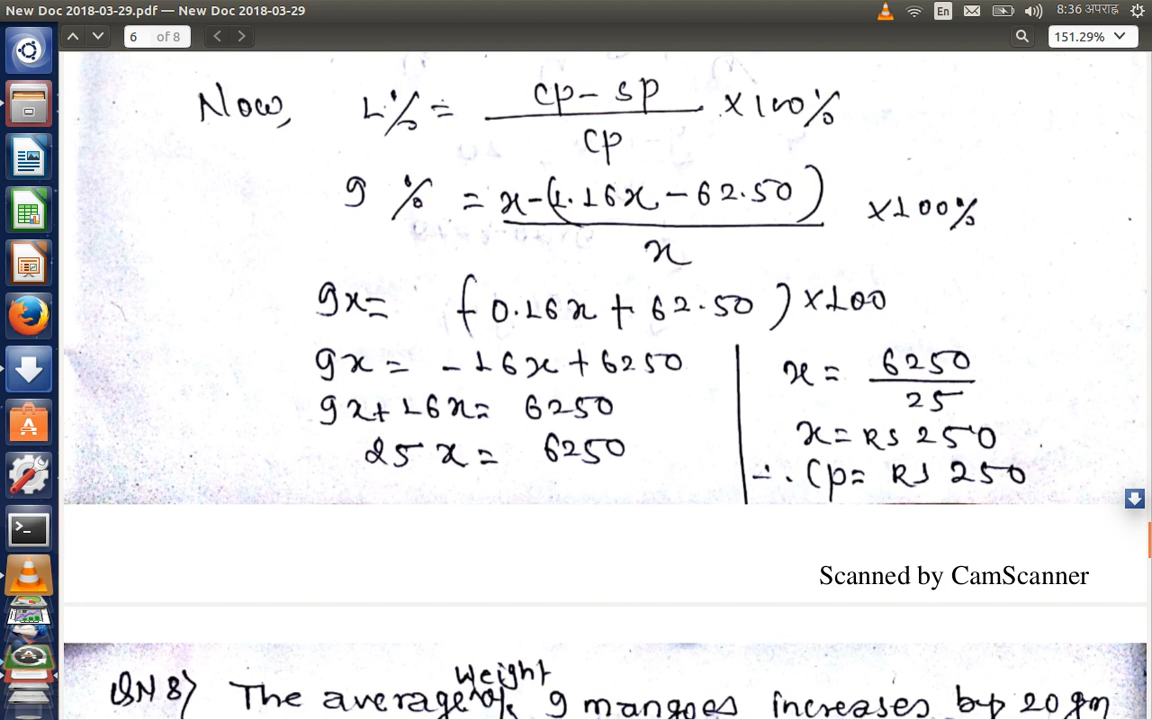 New Doc 2018-03-29.pdf — New Doc 2018-03-29
En
8:36 अपराह्न
6 of 8
151.29%
Now, L% = CP - SP / CP × 100%
9 % = x - (1.16x - 62.50) / x × 100%
9x = (- 0.16x + 62.50) × 100
9x = - 16x + 6250
9x + 16x = 6250
25 x = 6250
x = 6250 / 25
x = RS 250
∴ CP = RS 250
Scanned by CamScanner
QN 8) The average weight of 9 mangoes increases by 20 gm